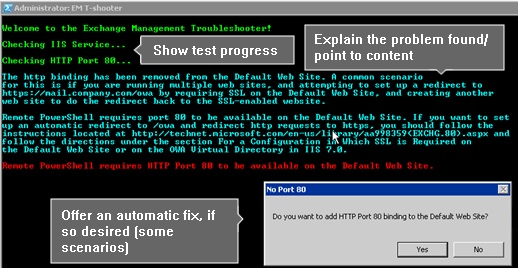 Administrator: EM T-shooter
Welcome to the Exchange Management Troubleshooter!
Checking IIS Service...
Show test progress
Explain the problem found/
point to content
Checking HTTP Port 80...
The http binding has been removed from the Default Web Site. A common scenario
for this is if you are running multiple web sites, and attempting to set up a redirect to
https://mail.company.com/owa by requiring SSL on the Default Web Site, and creating another
web site to do the redirect back to the SSL-enabled website.
Remote PowerShell requires port 80 to be available on the Default Web Site. If you want to set
up an automatic redirect to /owa and redirect http requests to https, you should follow the
instructions located at http://technet.microsoft.com/en-us/library/aa998359(EXCHG.80).aspx and
follow the directions under the section For a Configuration in Which SSL is Required on
the Default Web Site or on the OWA Virtual Directory in IIS 7.0.
Remote PowerShell requires HTTP Port 80 to be available on the Default Web Site.
No Port 80
Do you want to add HTTP Port 80 binding to the Default Web Site?
Yes
No
Offer an automatic fix, if
so desired (some
scenarios)